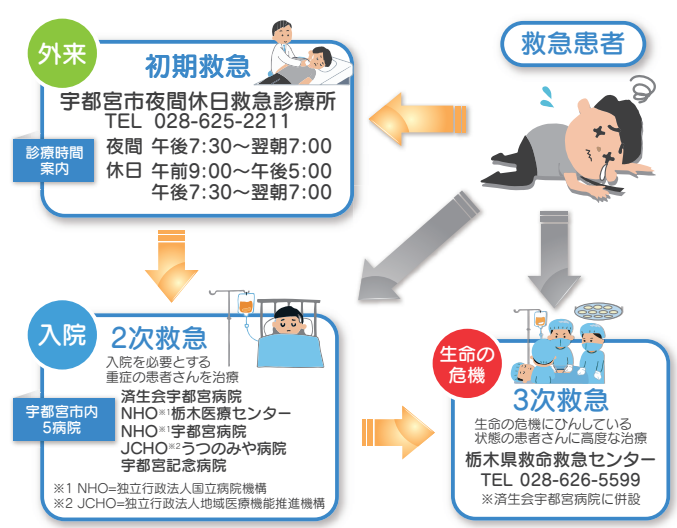 外来
初期救急
宇都宮市夜間休日救急診療所
TEL 028-625-2211
診療時間
案内
夜間 午後7:30～翌朝7:00
休日 午前9:00～午後5:00
午後7:30～翌朝7:00
救急患者
入院
2次救急
入院を必要とする
重症の患者さんを治療
宇都宮市内
5病院
済生会宇都宮病院
NHO※1栃木医療センター
NHO※1宇都宮病院
JCHO※2うつのみや病院
宇都宮記念病院
※1 NHO=独立行政法人国立病院機構
※2 JCHO=独立行政法人地域医療機能推進機構
生命の
危機
3次救急
生命の危機にひんしている
状態の患者さんに高度な治療
栃木県救命救急センター
TEL 028-626-5599
※済生会宇都宮病院に併設